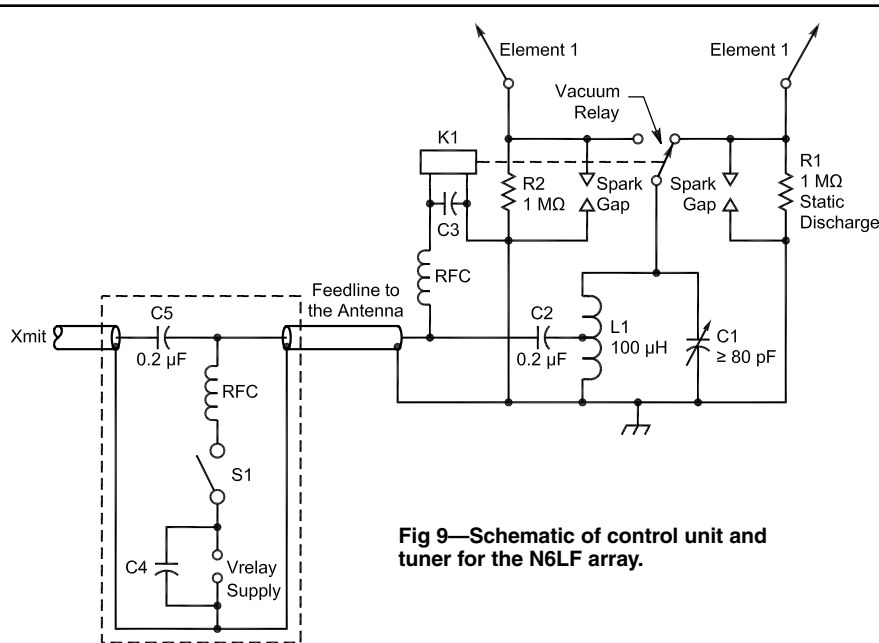 Element 1
Element 1
Vacuum
Relay
K1
R2
1 MΩ
Spark
Gap
Spark
Gap
R1
1 MΩ
Static
Discharge
C3
RFC
Feedline to
the Antenna
C5
0.2 µF
Xmit
C2
0.2 µF
L1
100 µH
C1
≥ 80 pF
RFC
S1
C4
Vrelay
Supply
Fig 9—Schematic of control unit and
tuner for the N6LF array.